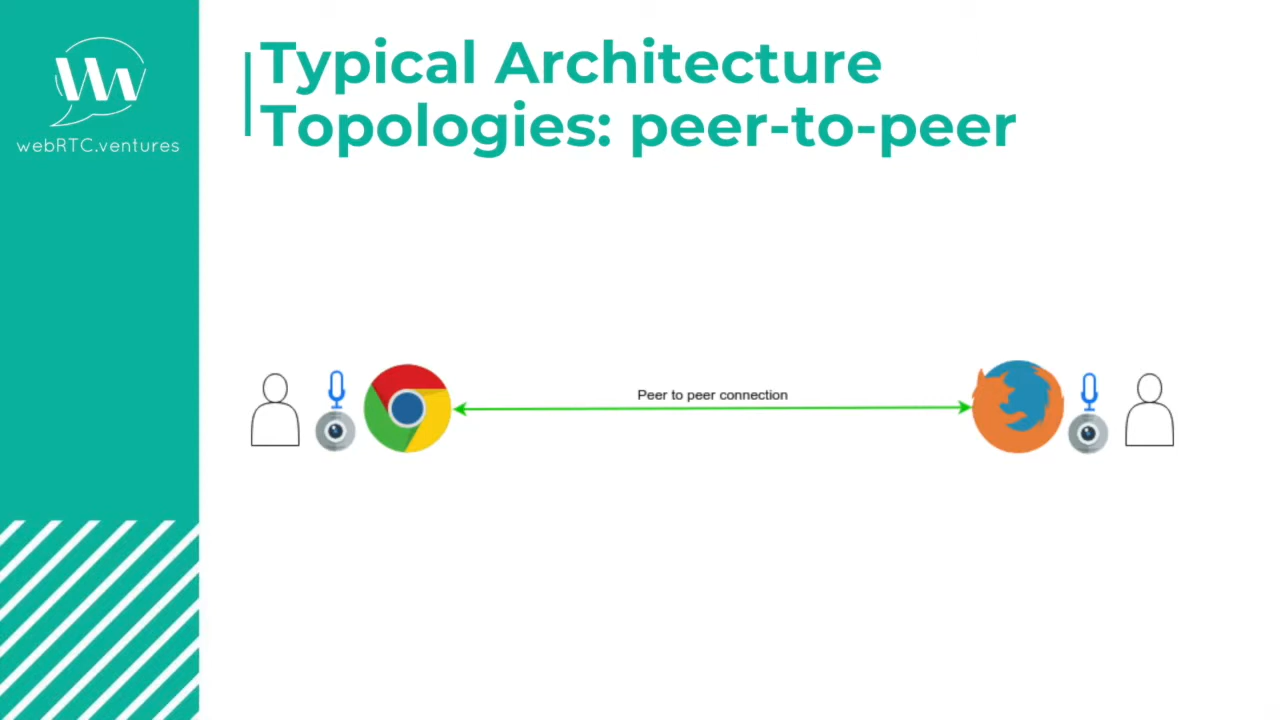 webRTC.ventures
Typical Architecture
Topologies: peer-to-peer
Peer to peer connection